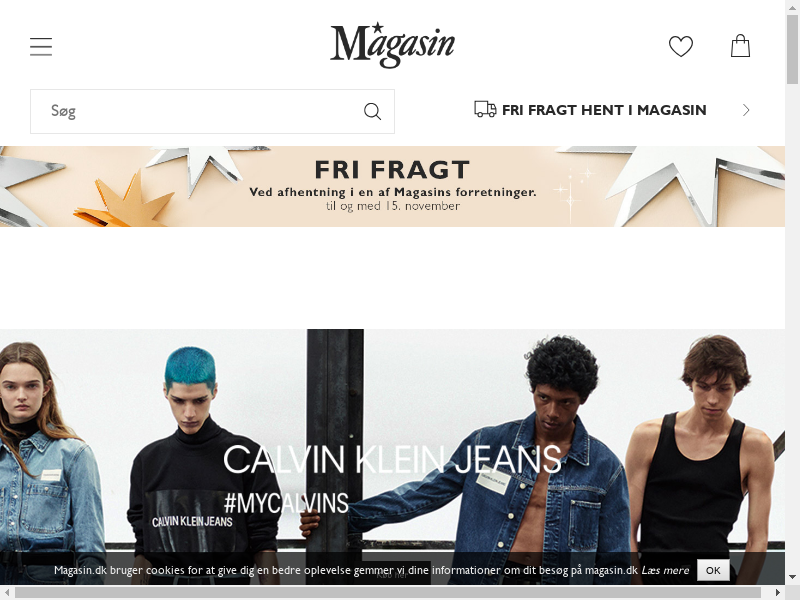 Magasin
Søg
FRI FRAGT HENT I MAGASIN
FRI FRAGT
Ved afhentning i en af Magasins forretninger.
til og med 15. november
CALVIN KLEIN JEANS
#MYCALVINS
CALVIN KLEIN JEANS
Magasin.dk bruger cookies for at give dig en bedre oplevelse gemmer vi dine informationer om dit besøg på magasin.dk Læs mere OK